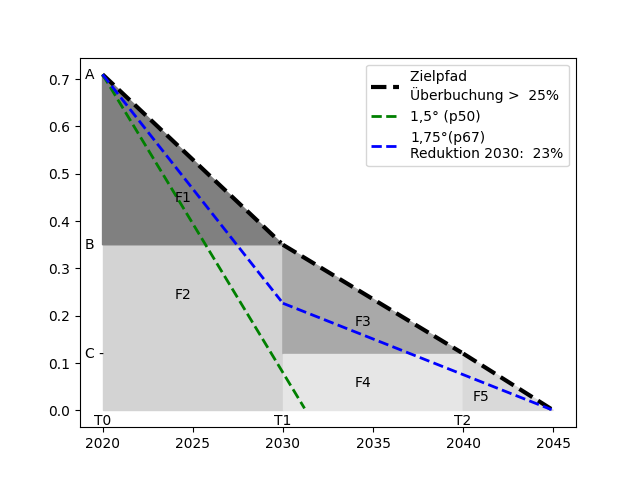 Zielpfad
Überbuchung >  25%
1,5° (p50)
1,75°(p67)
Reduktion 2030:  23%
0.7
A
0.6
0.5
F1
0.4
B
0.3
F2
0.2
F3
C
0.1
F4
F5
0.0
T0
T1
T2
2020
2025
2030
2035
2040
2045